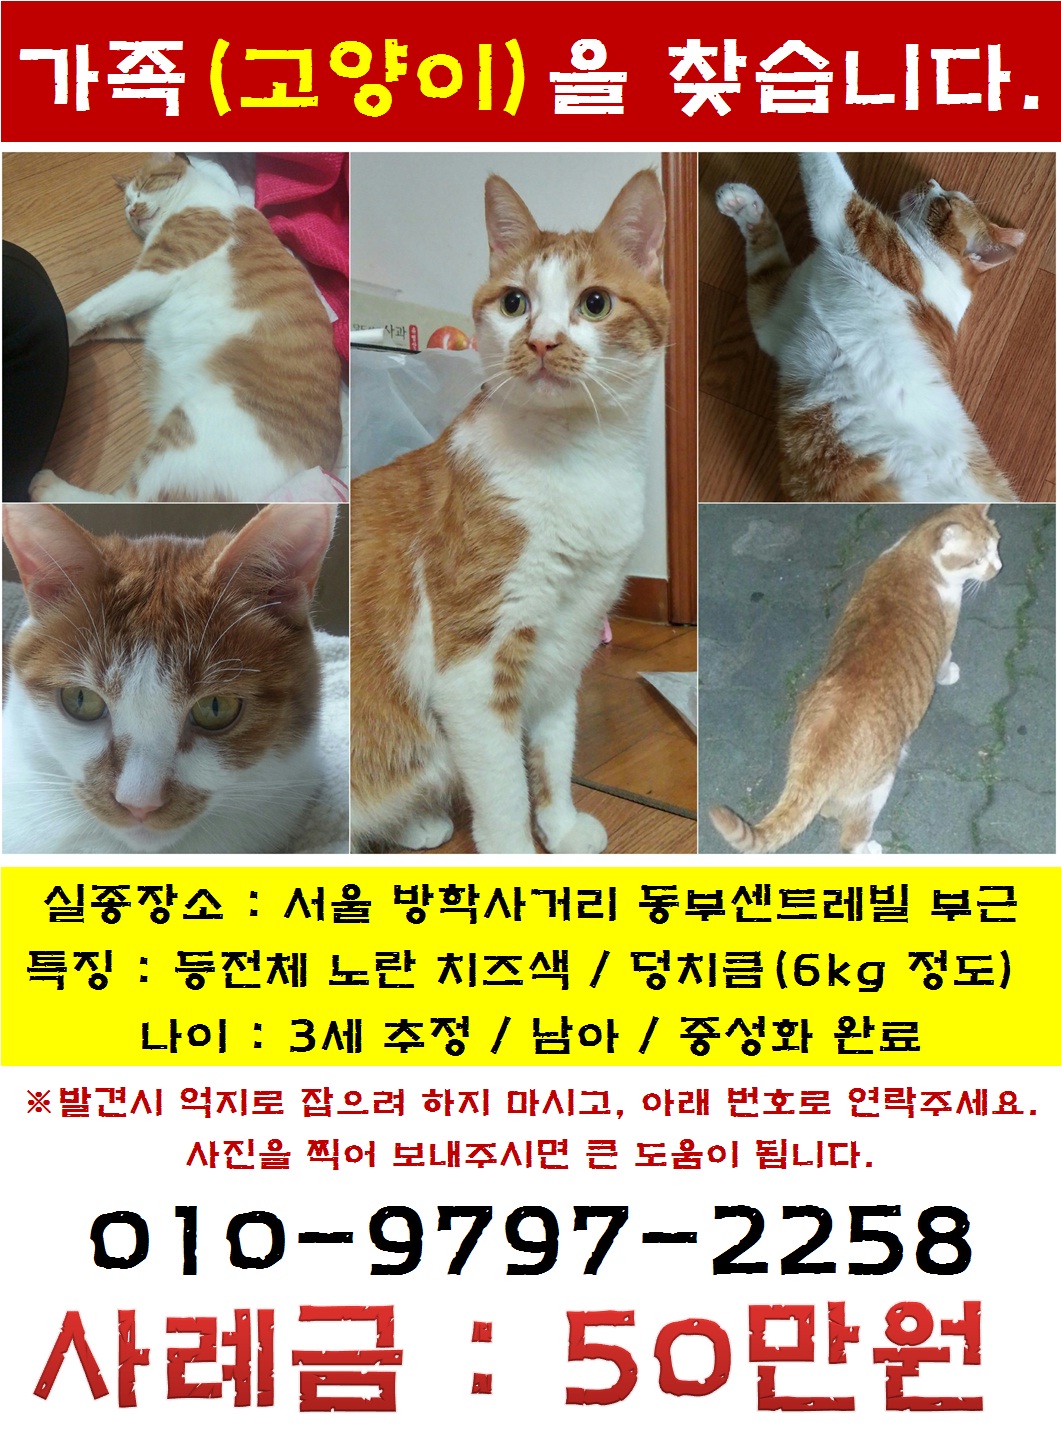 가족(고양이)을 찾습니다.
사과
실종장소 : 서울 방학사거리 동부센트레빌 부근
특징 : 등전체 노란 치즈색 / 덩치큼(6kg 정도)
나이 : 3세 추정 / 남아 / 중성화 완료
※발견시 억지로 잡으려 하지 마시고, 아래 번호로 연락주세요.
사진을 찍어 보내주시면 큰 도움이 됩니다.
010-9797-2258
사례금 : 50만원